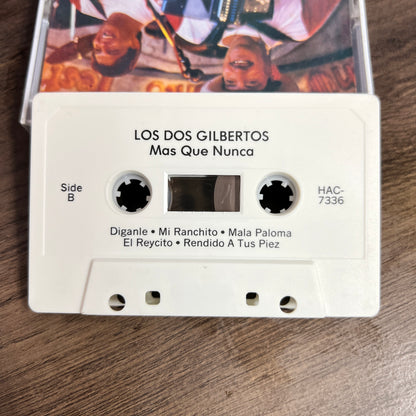 LOS DOS GILBERTOS
Mas Que Nunca
Side
B
HAC-
7336
Diganle • Mi Ranchito • Mala Paloma
El Reycito • Rendido A Tus Piez